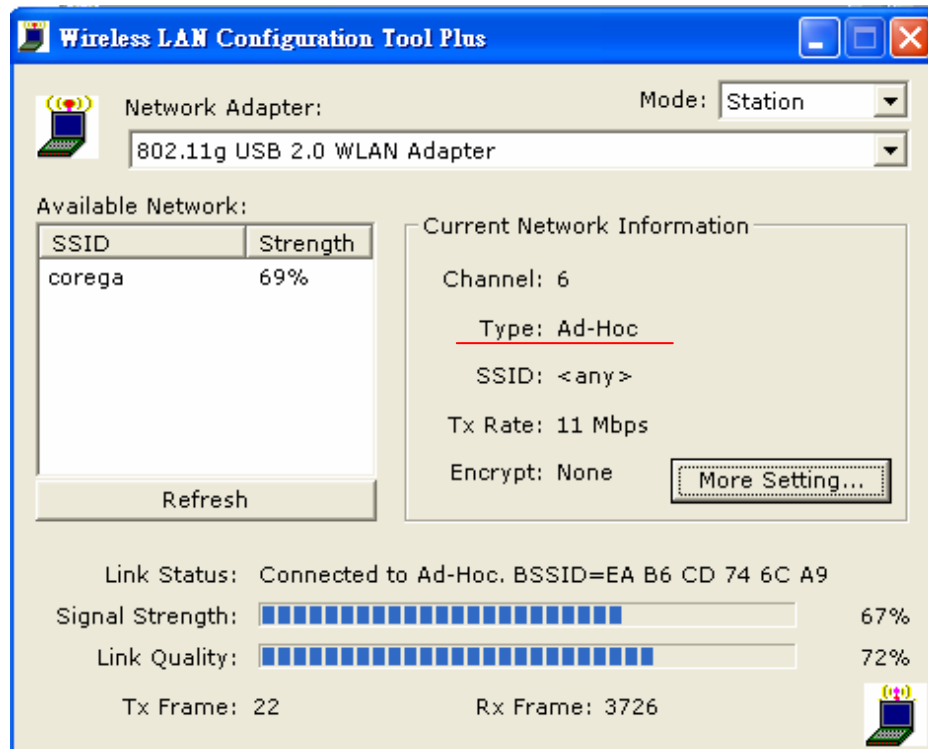 Wireless LAN Configuration Tool Plus
Network Adapter:
Mode: Station
802.11g USB 2.0 WLAN Adapter
Available Network:
SSID Strength
corega 69%
Refresh
Current Network Information
Channel: 6
Type: Ad-Hoc
SSID: <any>
Tx Rate: 11 Mbps
Encrypt: None
More Setting...
Link Status: Connected to Ad-Hoc. BSSID=EA B6 CD 74 6C A9
Signal Strength: 67%
Link Quality: 72%
Tx Frame: 22 Rx Frame: 3726